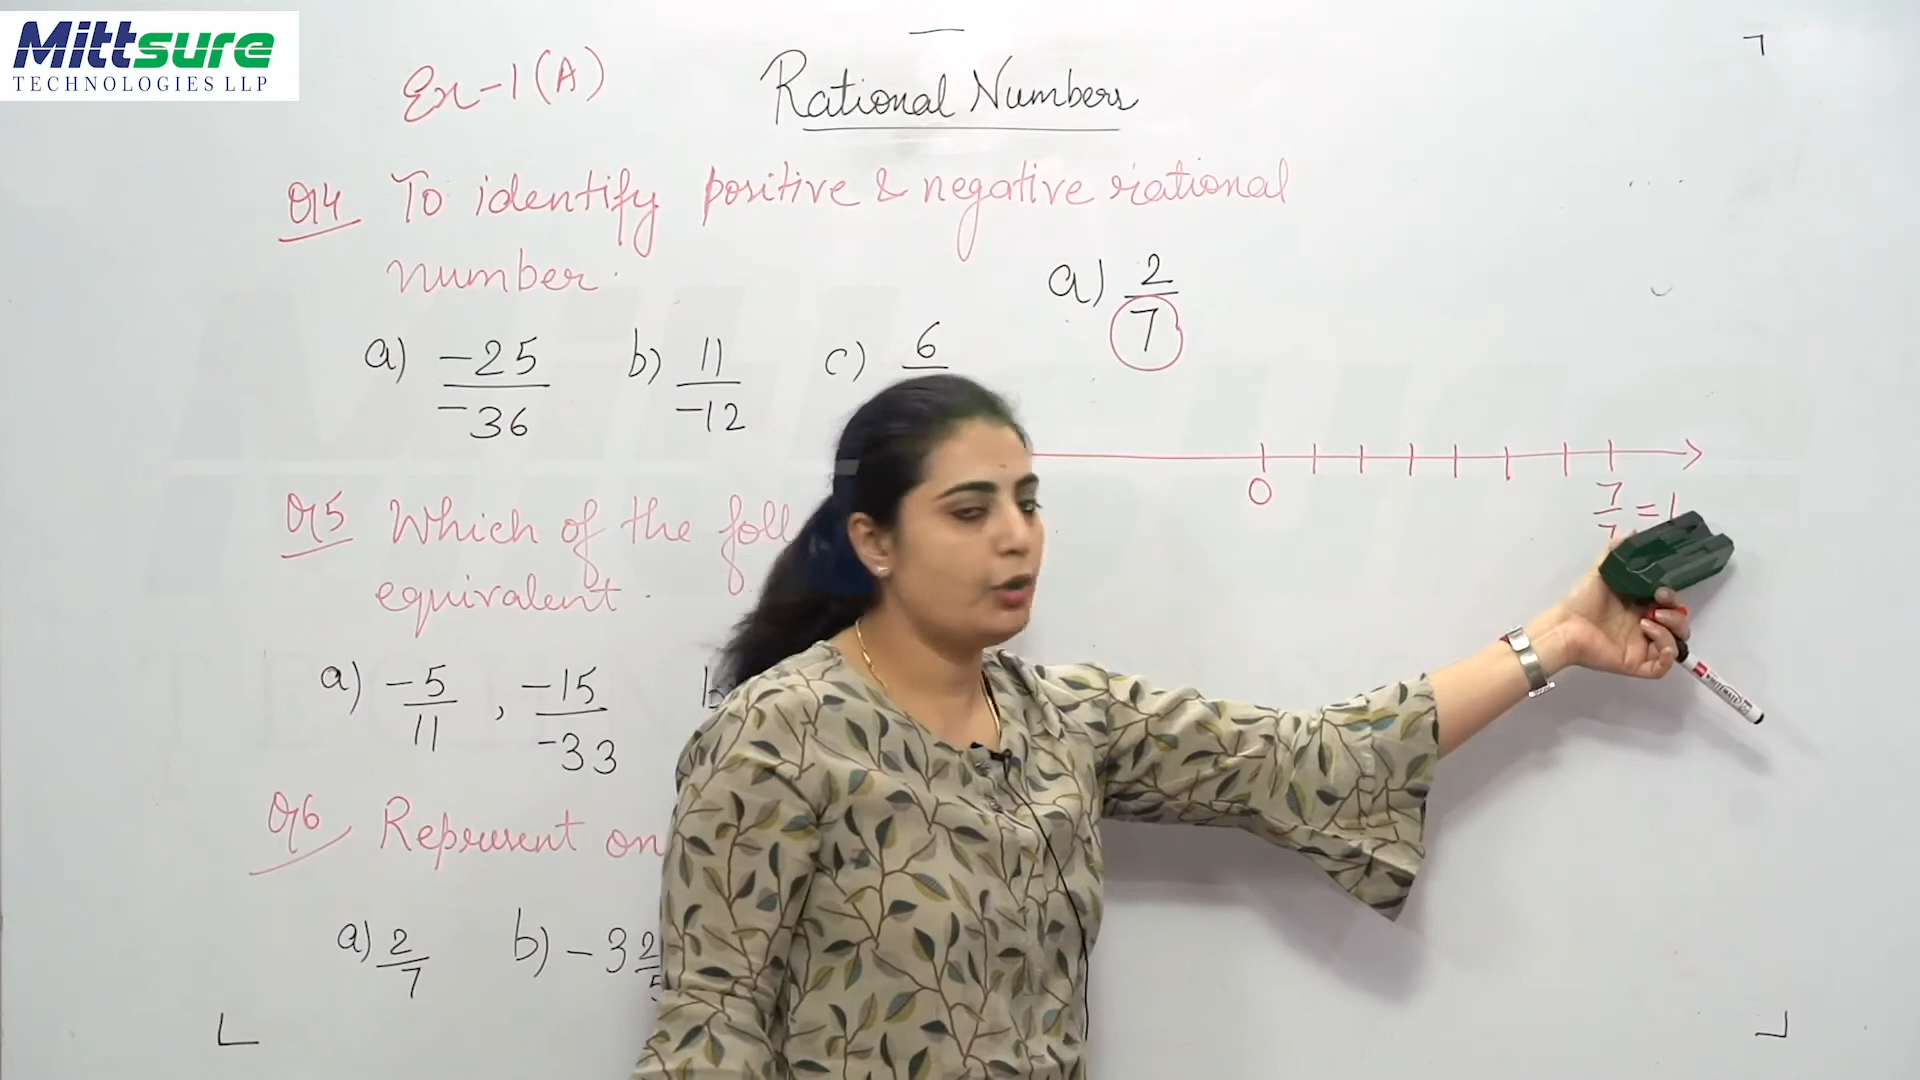 Mittsure
TECHNOLOGIES LLP
Ex-1(A)
Rational Numbers
Q4 To identify positive & negative rational
number.
a) -25/-36 b) 11/-12 c) 6
a) 2/7
0 7/7 = 1
Q5 Which of the foll
equivalent.
a) -5/11 , -15/-33 b
Q6 Represent on
a) 2/7 b) -3 2/5